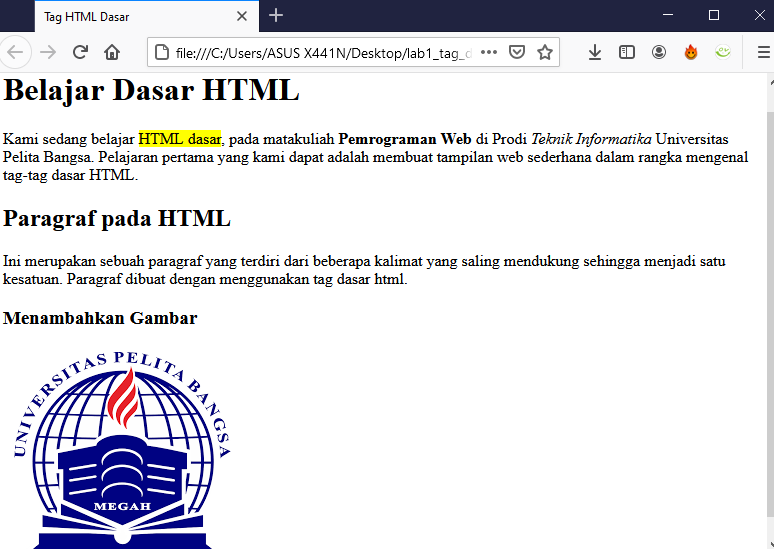 Tag HTML Dasar
file:///C:/Users/ASUS X441N/Desktop/lab1_tag_d
Belajar Dasar HTML
Kami sedang belajar HTML dasar, pada matakuliah Pemrograman Web di Prodi Teknik Informatika Universitas
Pelita Bangsa. Pelajaran pertama yang kami dapat adalah membuat tampilan web sederhana dalam rangka mengenal
tag-tag dasar HTML.
Paragraf pada HTML
Ini merupakan sebuah paragraf yang terdiri dari beberapa kalimat yang saling mendukung sehingga menjadi satu
kesatuan. Paragraf dibuat dengan menggunakan tag dasar html.
Menambahkan Gambar
UNIVERSITAS PELITA BANGSA
MEGAH